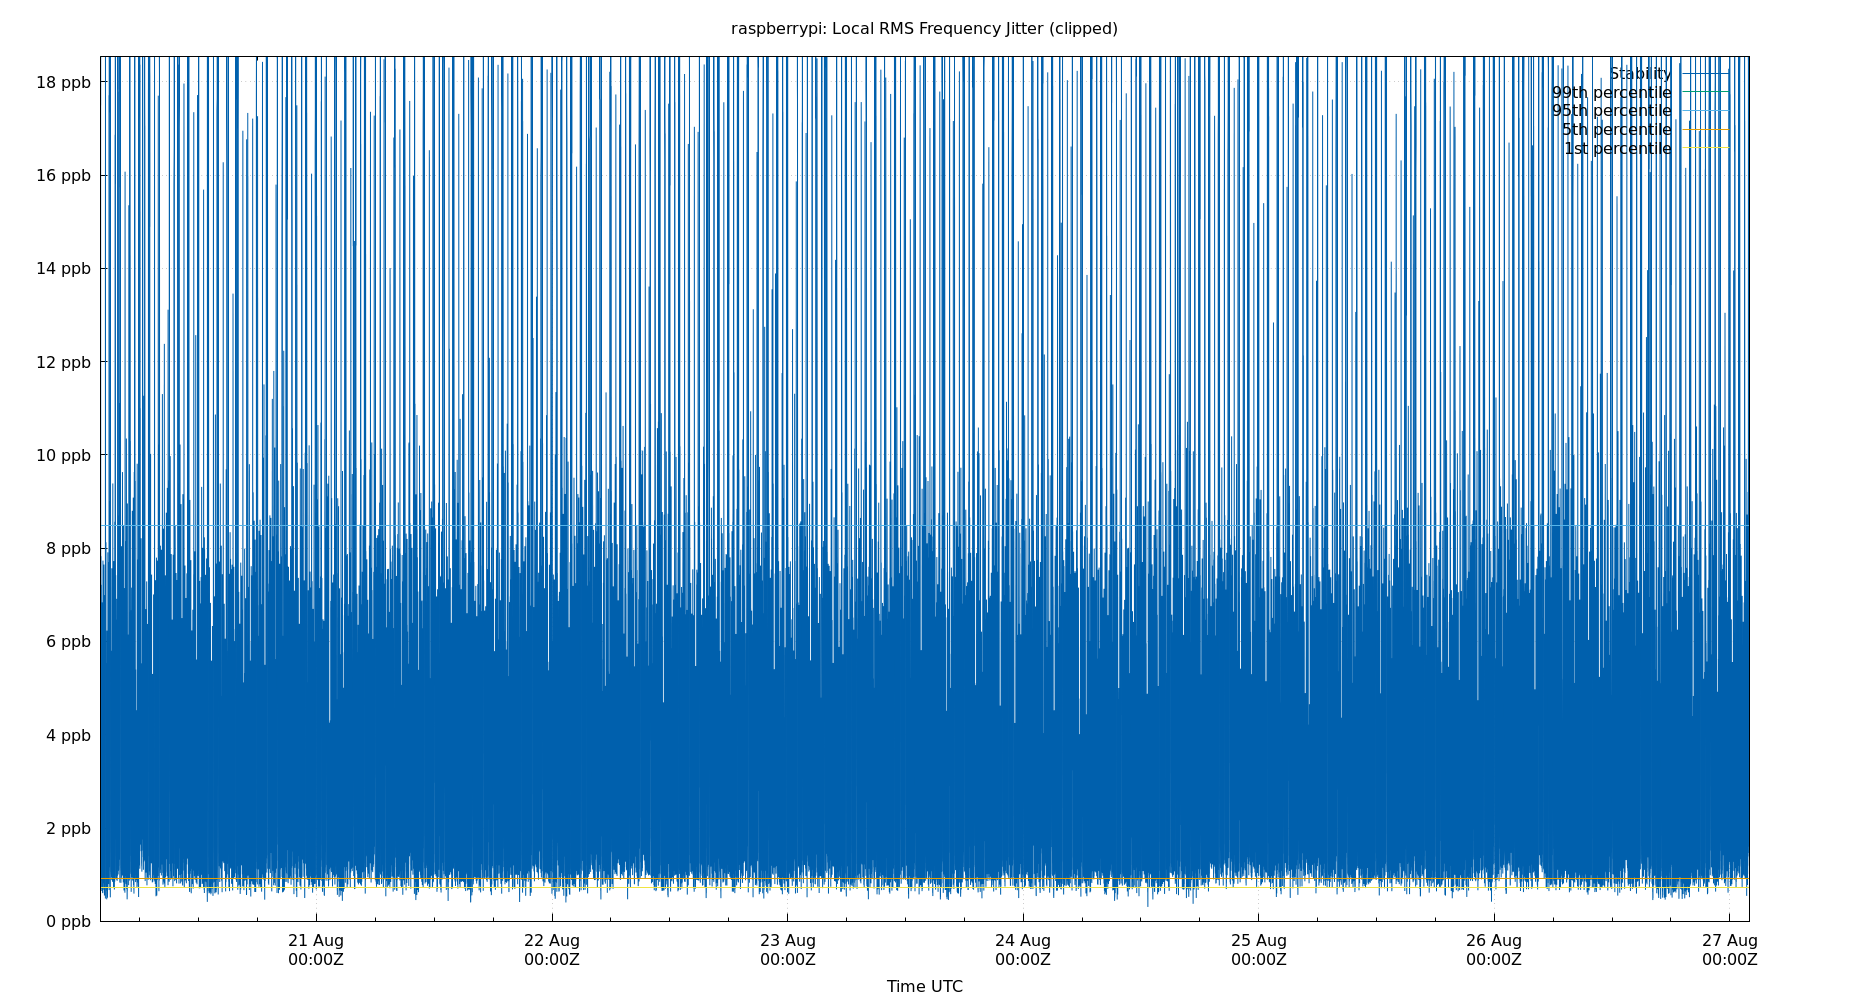 raspberrypi: Local RMS Frequency Jitter (clipped)
18 ppb
16 ppb
14 ppb
12 ppb
10 ppb
8 ppb
6 ppb
4 ppb
2 ppb
0 ppb
Stability
99th percentile
95th percentile
5th percentile
1st percentile
21 Aug 22 Aug 23 Aug 24 Aug 25 Aug 26 Aug 27 Aug
00:00Z 00:00Z 00:00Z 00:00Z 00:00Z 00:00Z 00:00Z
Time UTC